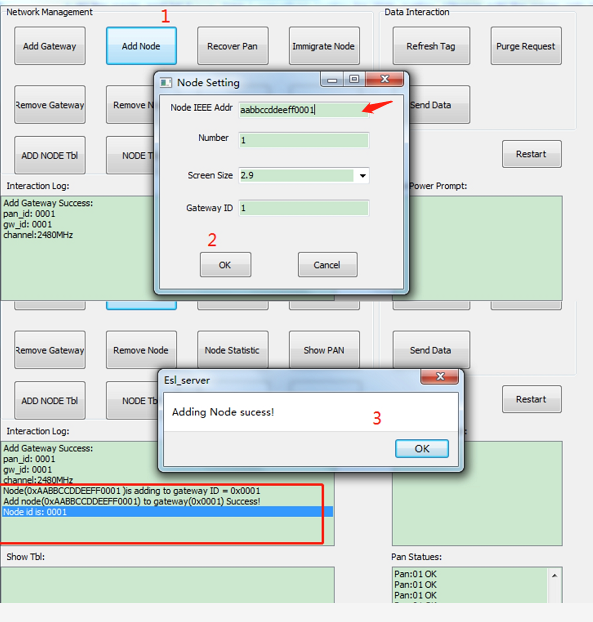 Network Management
1
Data Interaction
Add Gateway
Add Node
Recover Pan
Immigrate Node
Refresh Tag
Purge Request
Node Setting
Node IEEE Addr
aabbccddeeff0001
Remove Gateway
Remove N
Send Data
Number
1
ADD NODE Tbl
NODE T
Restart
Screen Size
2.9
Interaction Log:
Power Prompt:
Gateway ID
1
Add Gateway Success:
pan_id: 0001
gw_id: 0001
channel:2480MHz
2
OK
Cancel
Remove Gateway
Remove Node
Node Statistic
Show PAN
Send Data
Esl_server
ADD NODE Tbl
NODE Tb
Restart
Adding Node sucess!
3
Interaction Log:
OK
Add Gateway Success:
pan_id: 0001
gw_id: 0001
channel:2480MHz
Node(0xAABBCCDDEEFF0001 )is adding to gateway ID = 0x0001
Add node(0xAABBCCDDEEFF0001) to gateway(0x0001) Success!
Node id is: 0001
Show Tbl:
Pan Statues:
Pan:01 OK
Pan:01 OK
Pan:01 OK